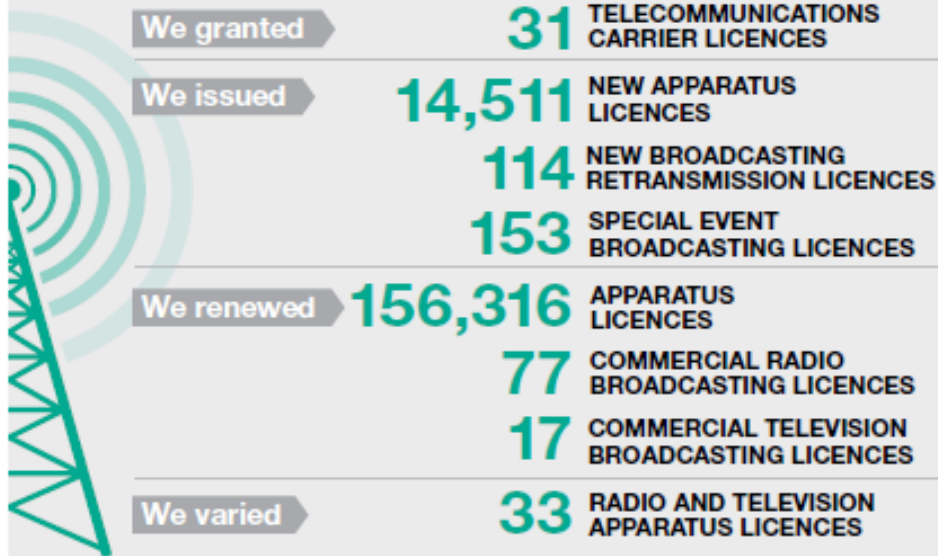 We granted
31 TELECOMMUNICATIONS
CARRIER LICENCES
We issued
14,511 NEW APPARATUS
LICENCES
114 NEW BROADCASTING
RETRANSMISSION LICENCES
153 SPECIAL EVENT
BROADCASTING LICENCES
We renewed
156,316 APPARATUS
LICENCES
77 COMMERCIAL RADIO
BROADCASTING LICENCES
17 COMMERCIAL TELEVISION
BROADCASTING LICENCES
We varied
33 RADIO AND TELEVISION
APPARATUS LICENCES